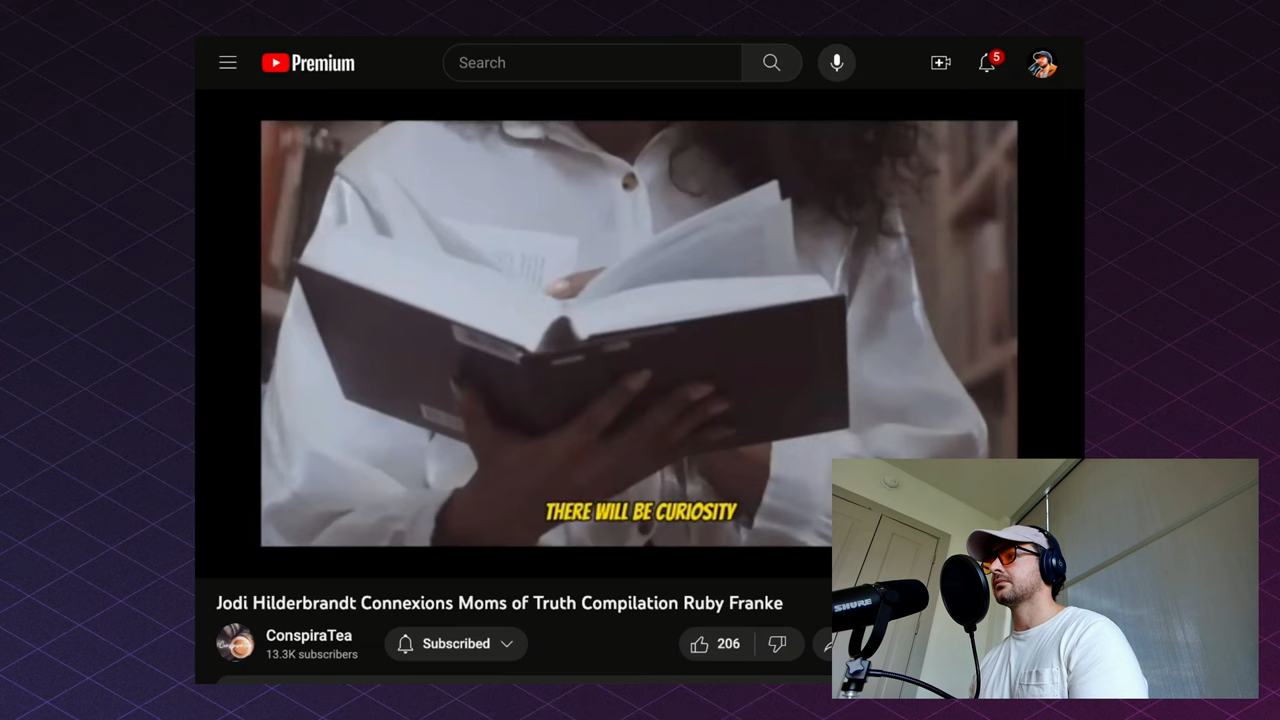 Premium
Search
5
THERE WILL BE CURIOSITY
Jodi Hilderbrandt Connexions Moms of Truth Compilation Ruby Franke
ConspiraTea
13.3K subscribers
Subscribed
206
SHURE